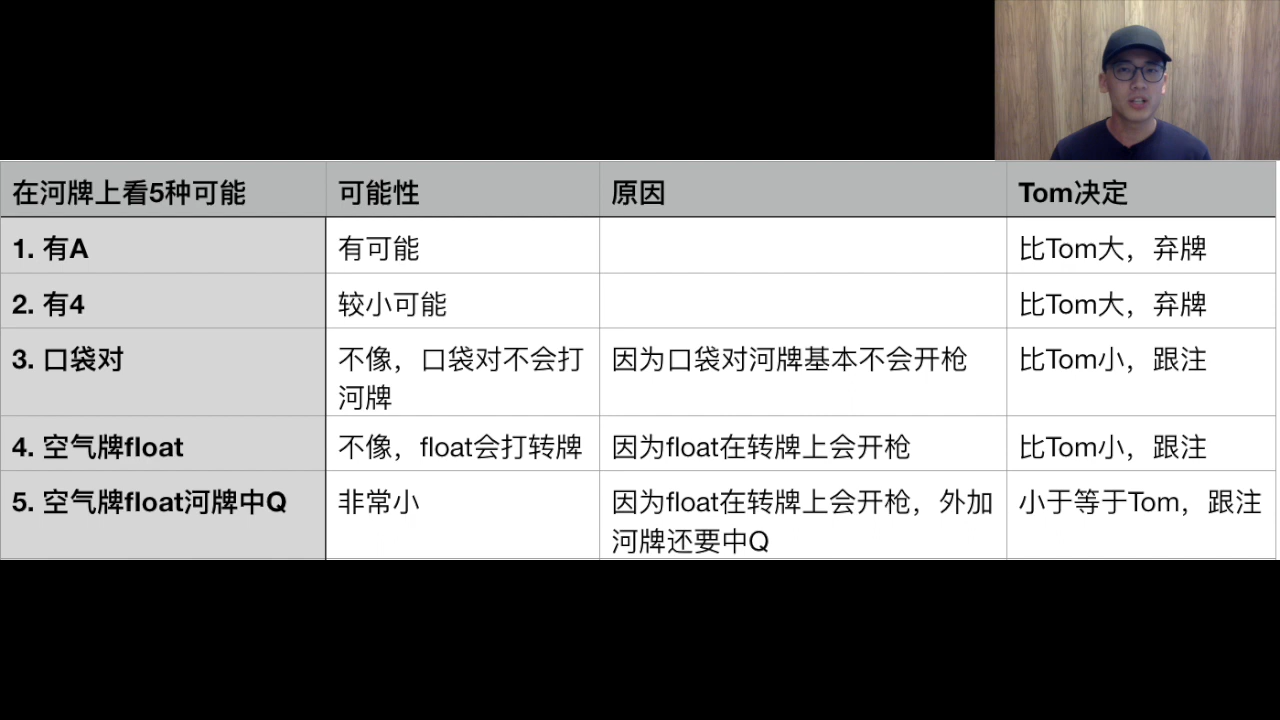 在河牌上看5种可能 可能性 原因 Tom决定
1. 有A 有可能 比Tom大，弃牌
2. 有4 较小可能 比Tom大，弃牌
3. 口袋对 不像，口袋对不会打 因为口袋对河牌基本不会开枪 比Tom小，跟注
河牌
4. 空气牌float 不像，float会打转牌 因为float在转牌上会开枪 比Tom小，跟注
5. 空气牌float河牌中Q 非常小 因为float在转牌上会开枪，外加 小于等于Tom，跟注
河牌还要中Q